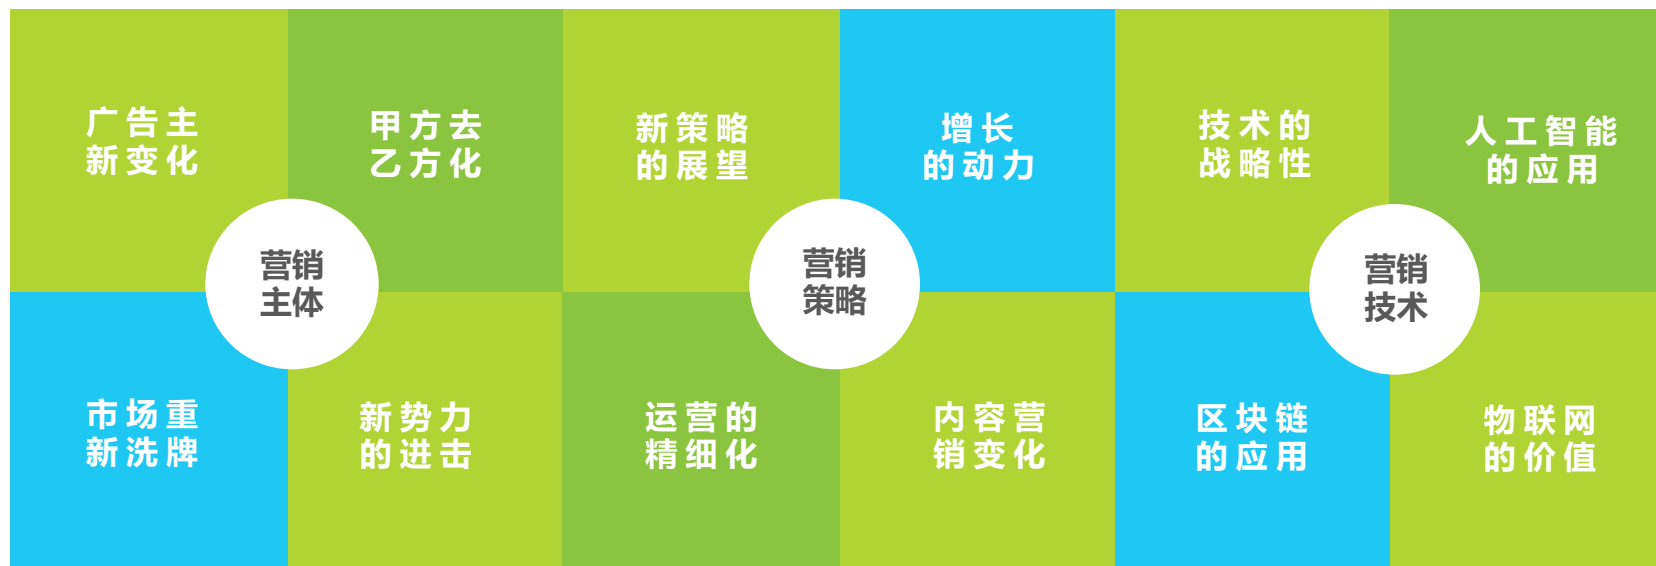 广告主
新变化
甲方去
乙方化
新策略
的展望
增长
的动力
技术的
战略性
人工智能
的应用
营销
主体
营销
策略
营销
技术
市场重
新洗牌
新势力
的进击
运营的
精细化
内容营
销变化
区块链
的应用
物联网
的价值